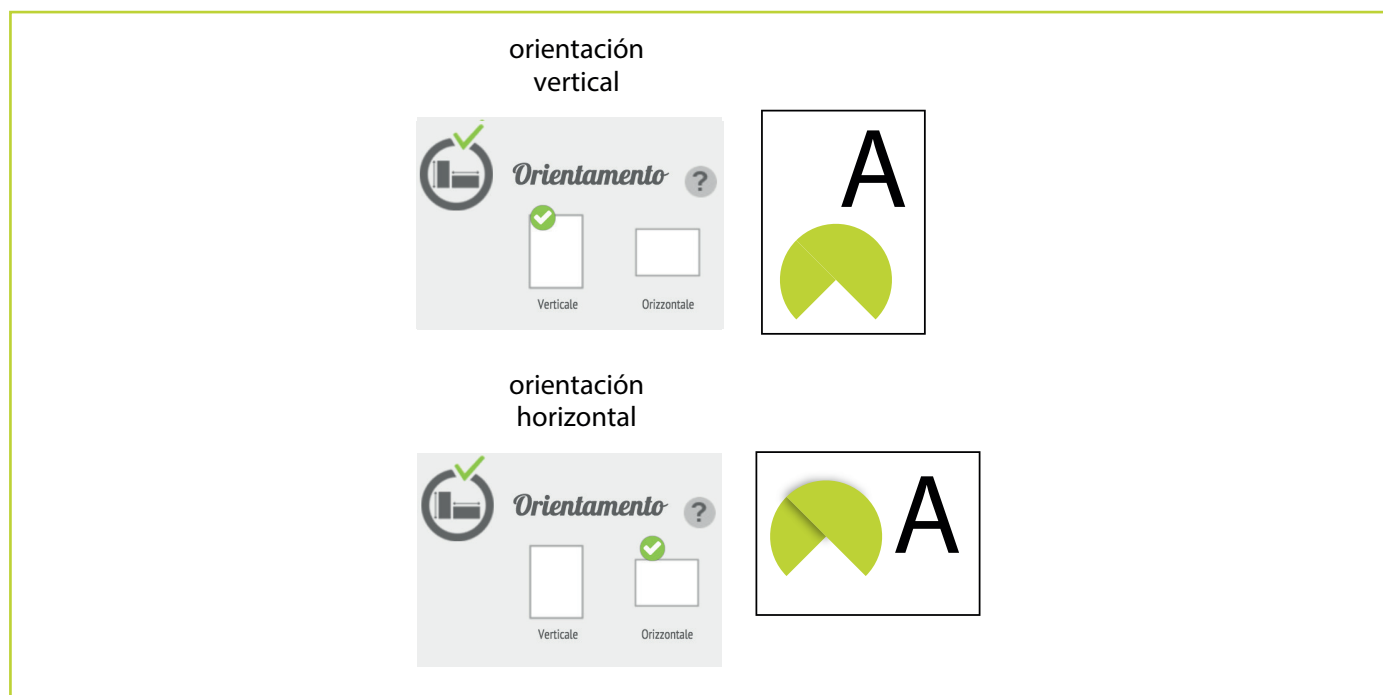 orientación
vertical
Orientamento ?
Verticale Orizzontale
A
orientación
horizontal
Orientamento ?
Verticale Orizzontale
A